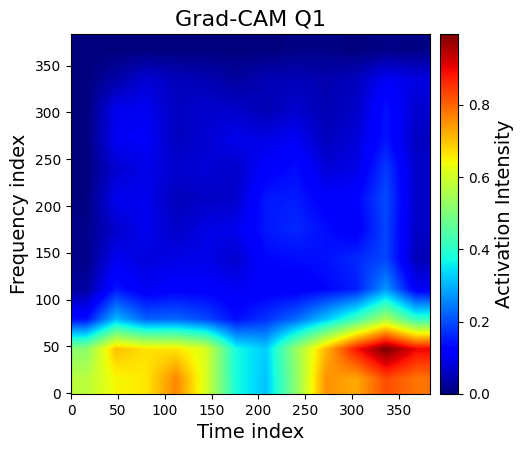 Grad-CAM Q1
Frequency index
350
300
250
200
150
100
50
0
0 50 100 150 200 250 300 350
Time index
0.8
0.6
0.4
0.2
0.0
Activation Intensity